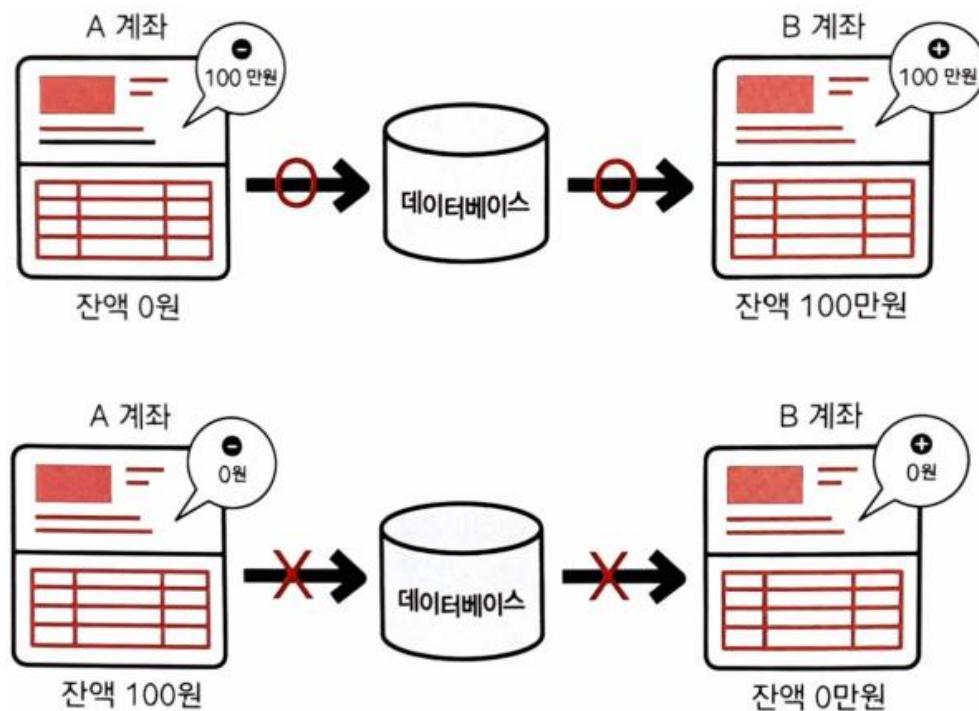 A 계좌
B 계좌
100 만원
100 만원
데이터베이스
잔액 0원
잔액 100만원
A 계좌
B 계좌
0원
0원
데이터베이스
잔액 100원
잔액 0만원